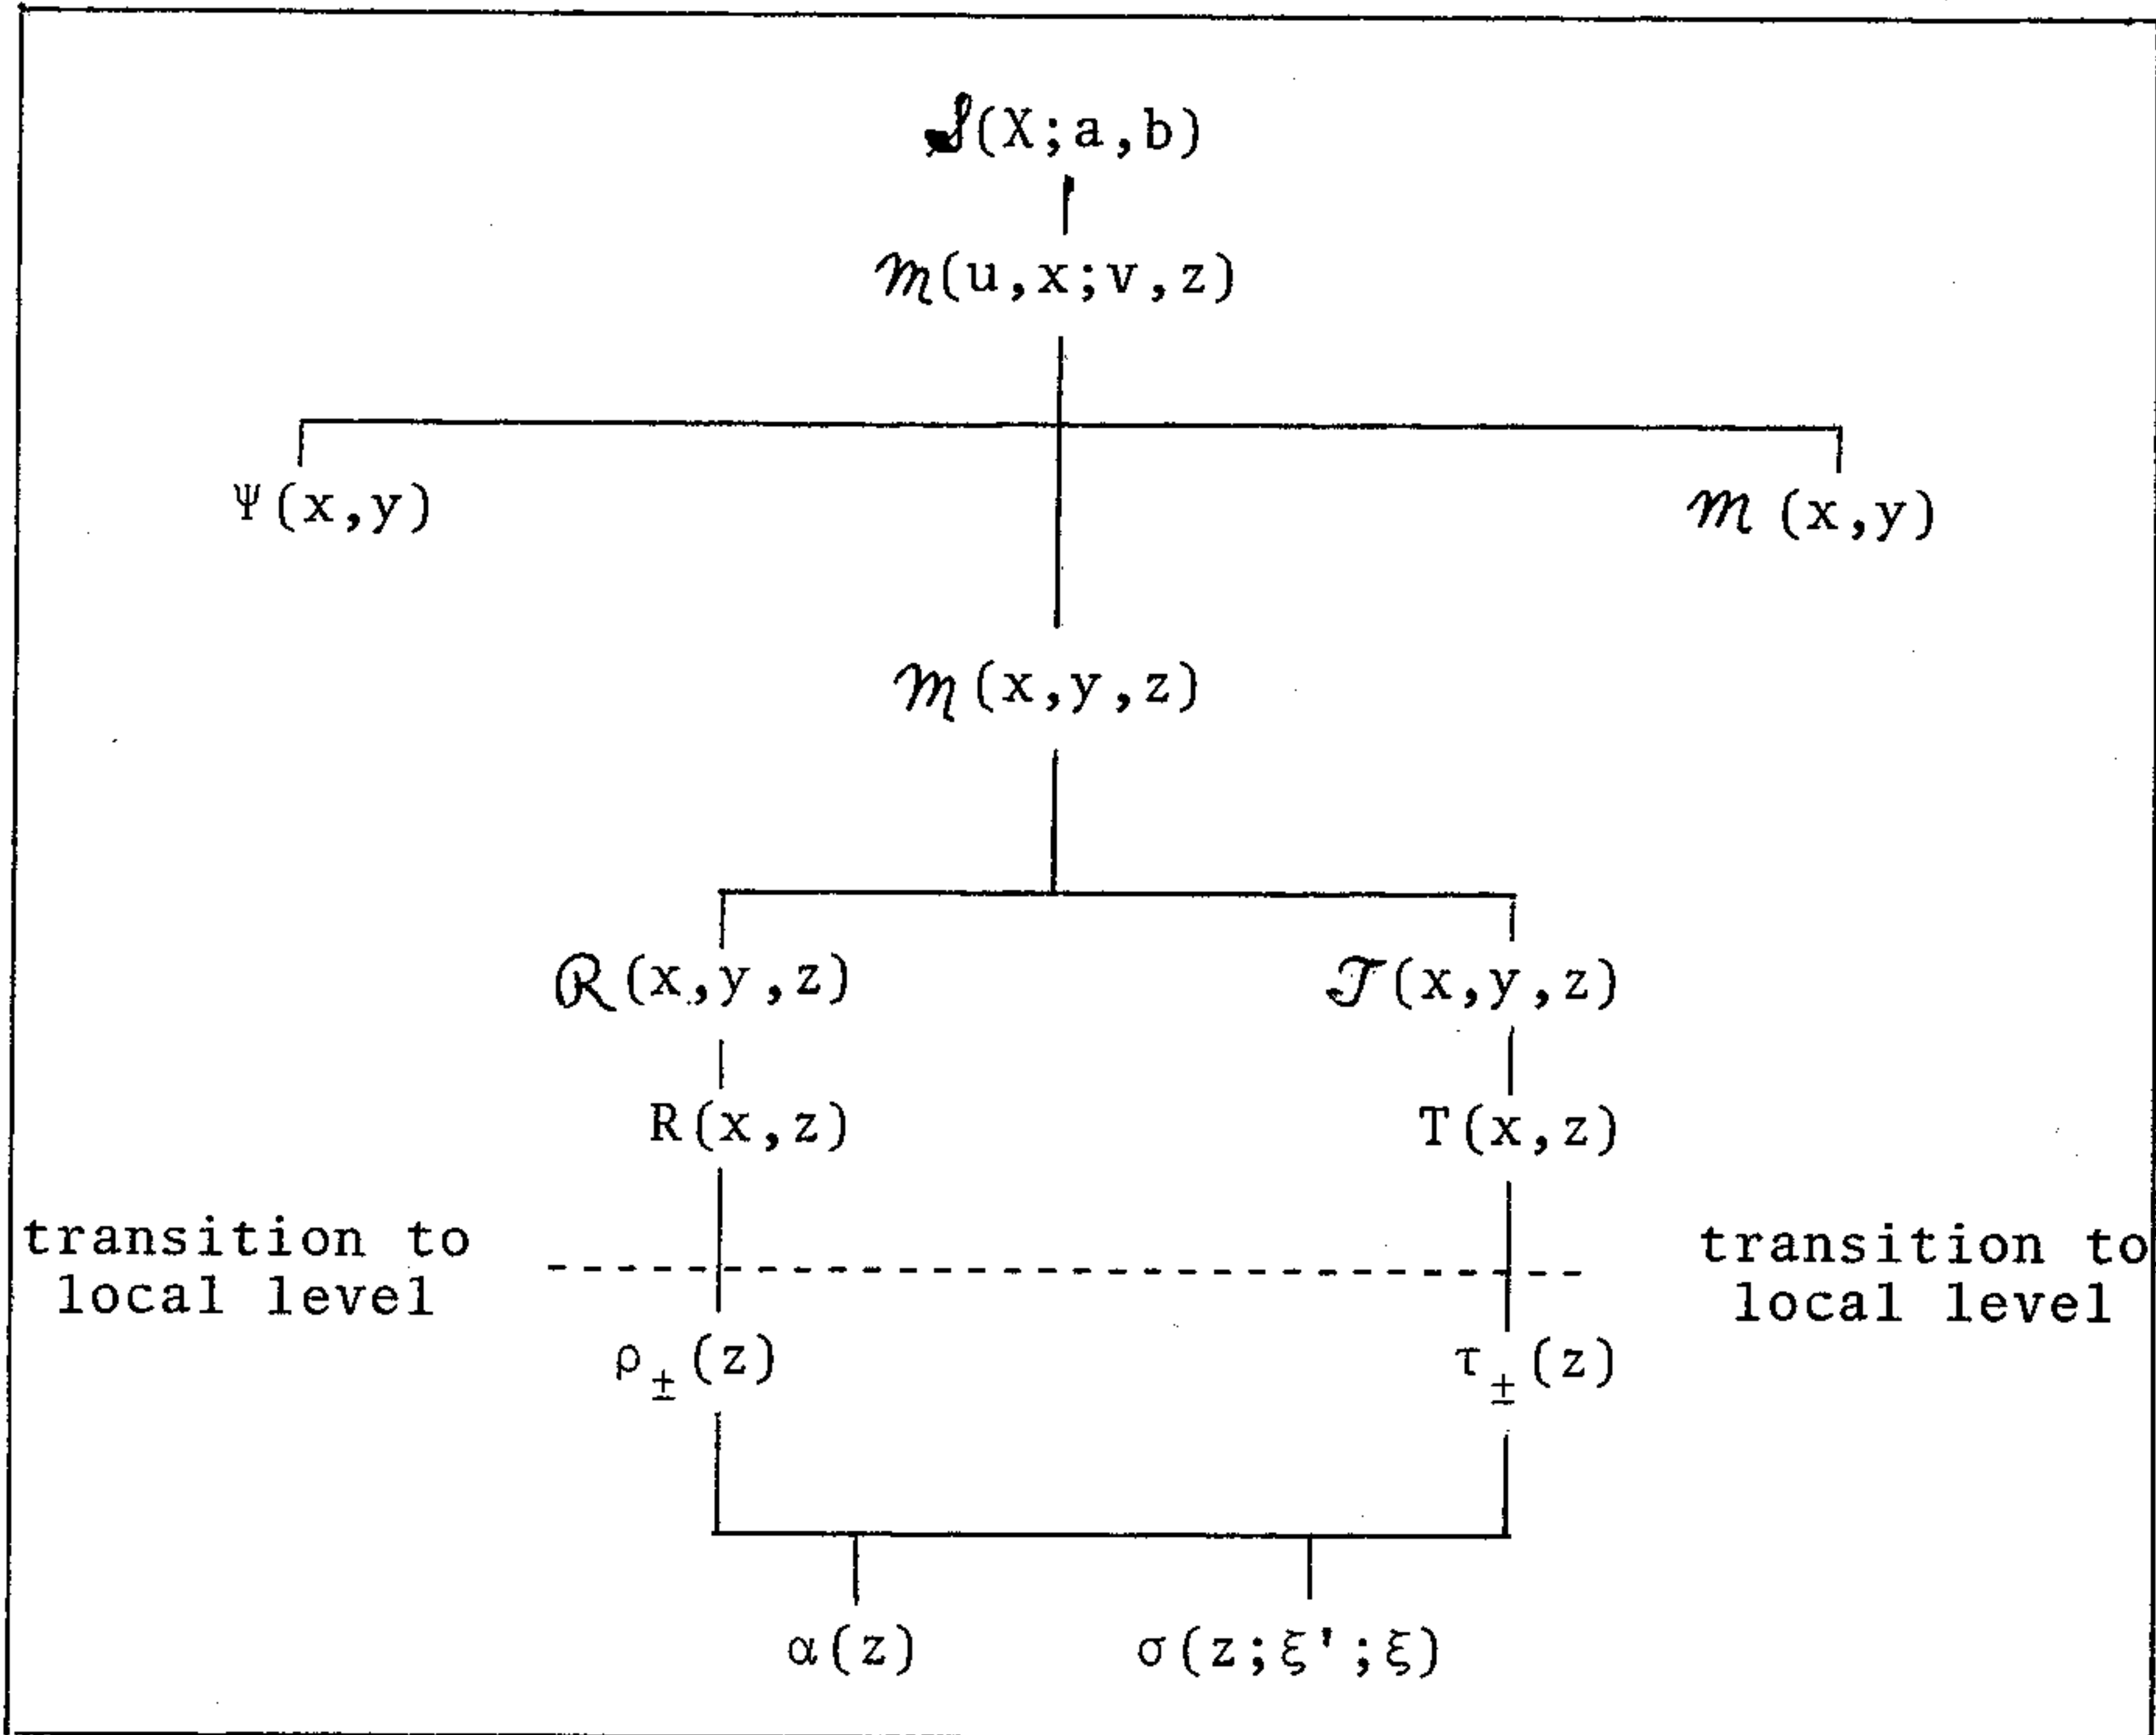 𝒮(X;a,b)
𝓜(u,x;v,z)
Ψ(x,y)
𝓜(x,y)
𝓜(x,y,z)
ℛ(x,y,z)
𝒯(x,y,z)
R(x,z)
T(x,z)
transition to
local level
transition to
local level
ρ±(z)
τ±(z)
α(z)
σ(z;ξ';ξ)